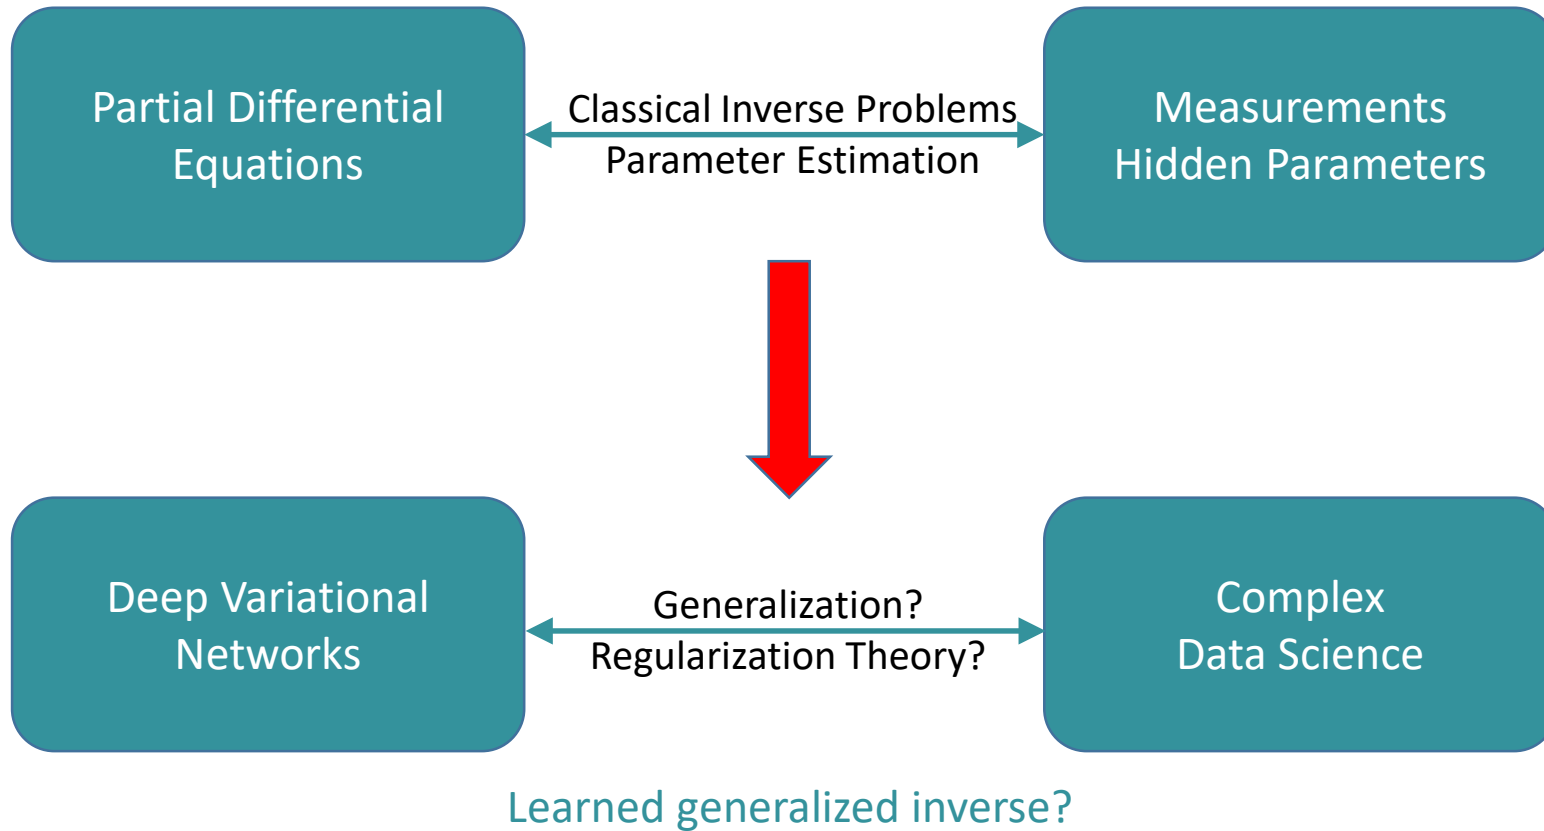 Partial Differential
Equations
Classical Inverse Problems
Parameter Estimation
Measurements
Hidden Parameters
Deep Variational
Networks
Generalization?
Regularization Theory?
Complex
Data Science
Learned generalized inverse?